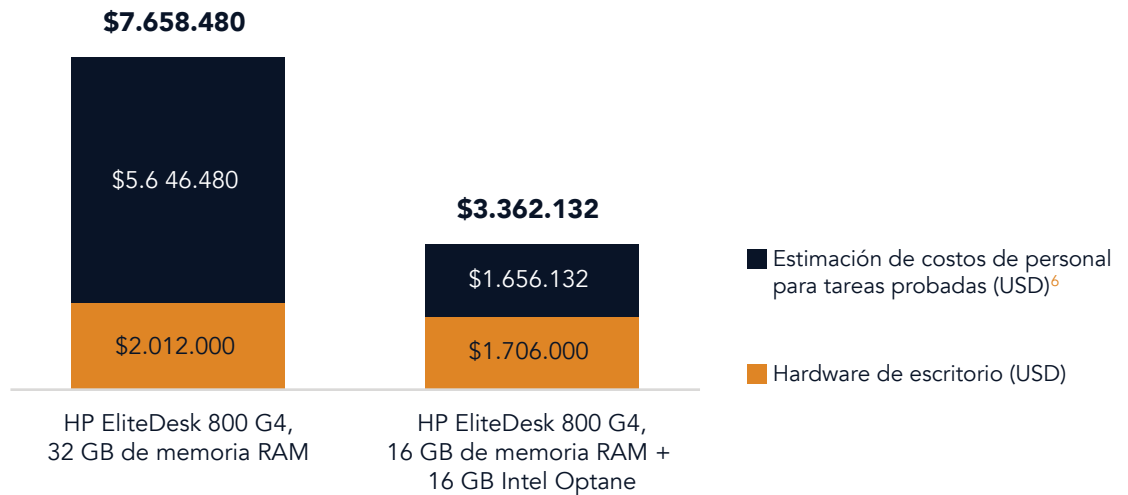 $7.658.480
$5.6 46.480
$2.012.000
HP EliteDesk 800 G4,
32 GB de memoria RAM
$3.362.132
$1.656.132
$1.706.000
HP EliteDesk 800 G4,
16 GB de memoria RAM +
16 GB Intel Optane
Estimación de costos de personal
para tareas probadas (USD)⁶
Hardware de escritorio (USD)